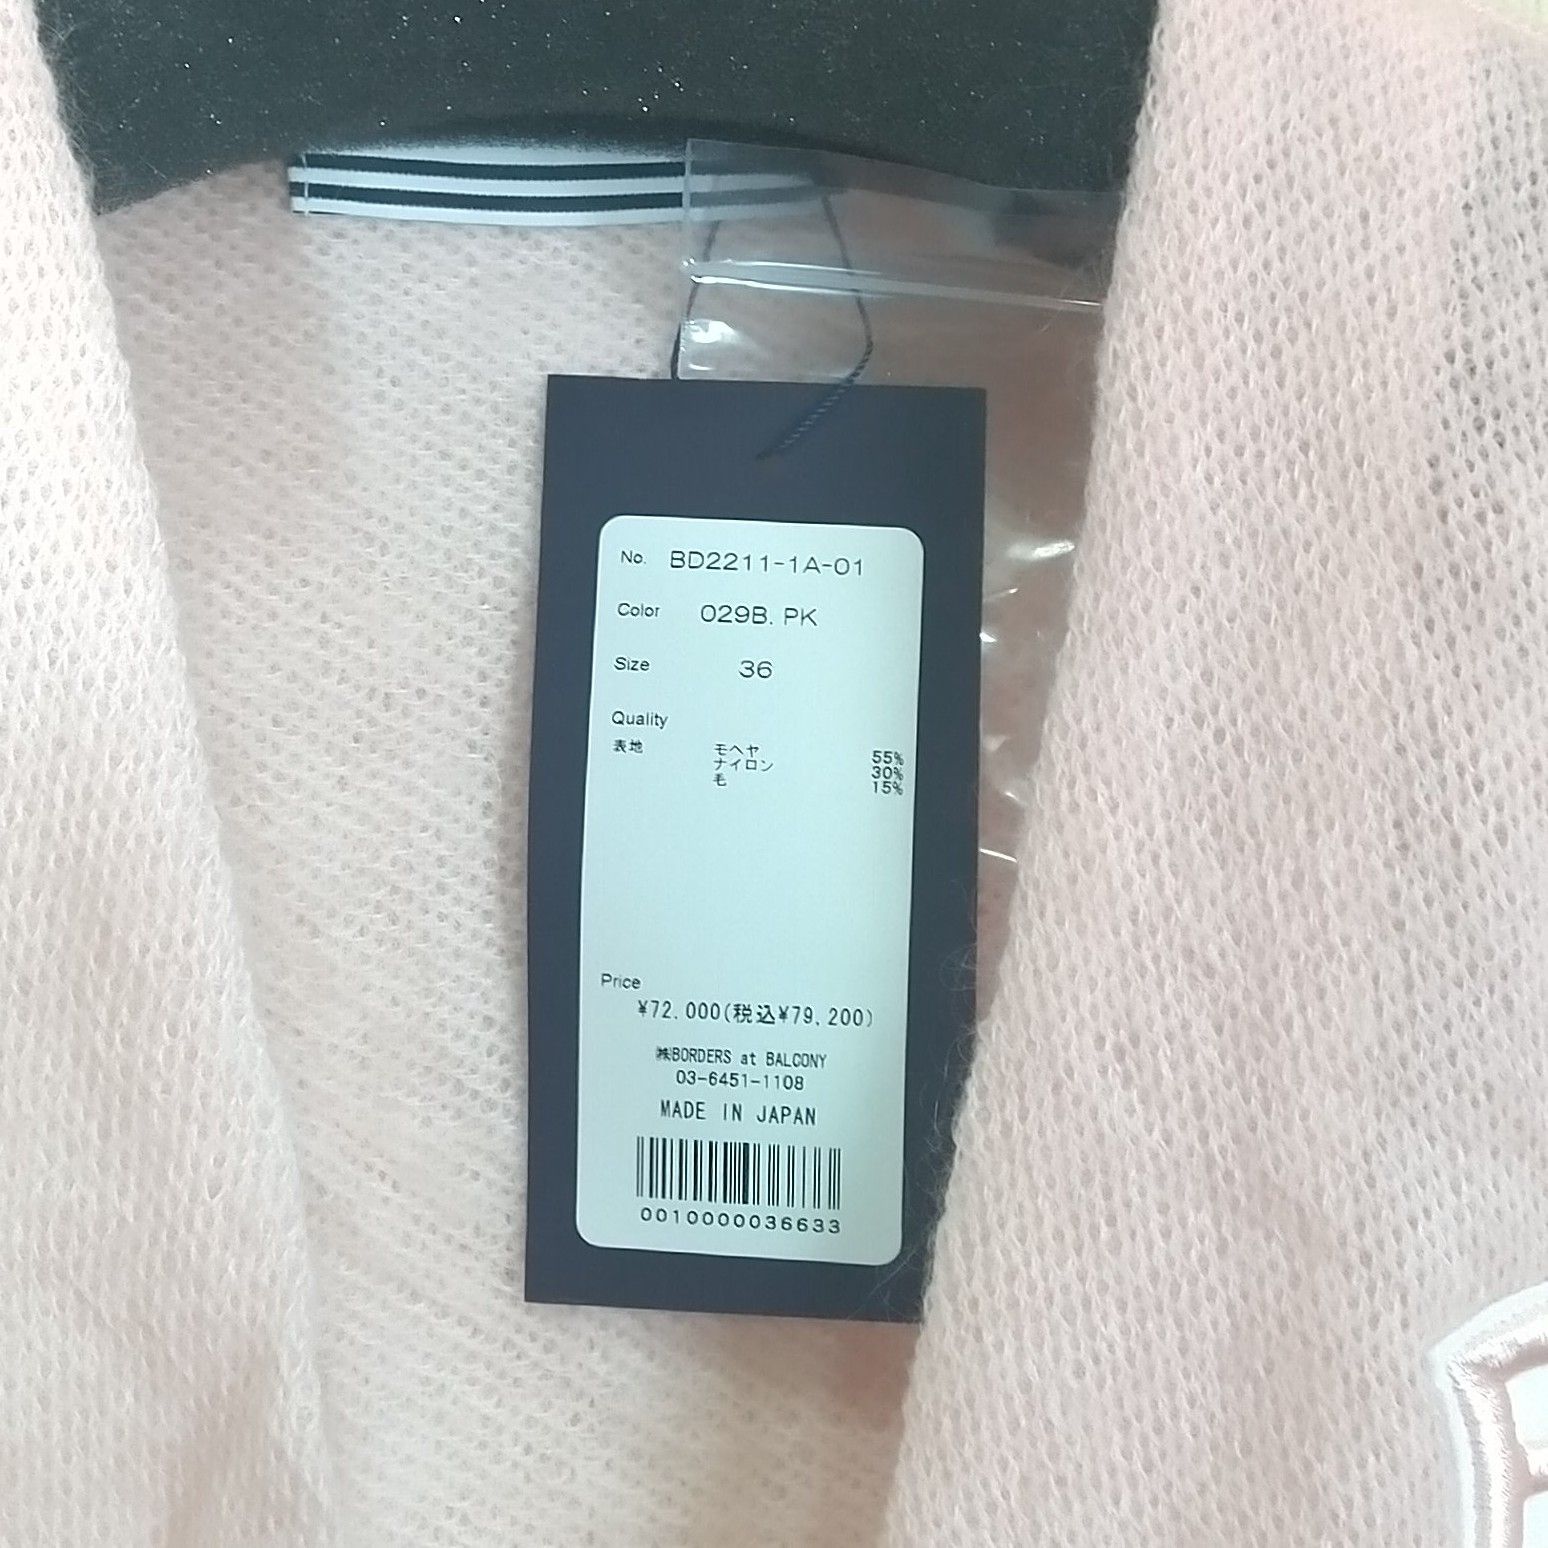 No. BD2211-1A-01
Color 029B. PK
Size 36
Quality
表地 モヘヤ 55%
ナイロン 30%
毛 15%
Price
¥72.000(税込¥79.200)
㈱BORDERS at BALCONY
03-6451-1108
MADE IN JAPAN
0010000036633